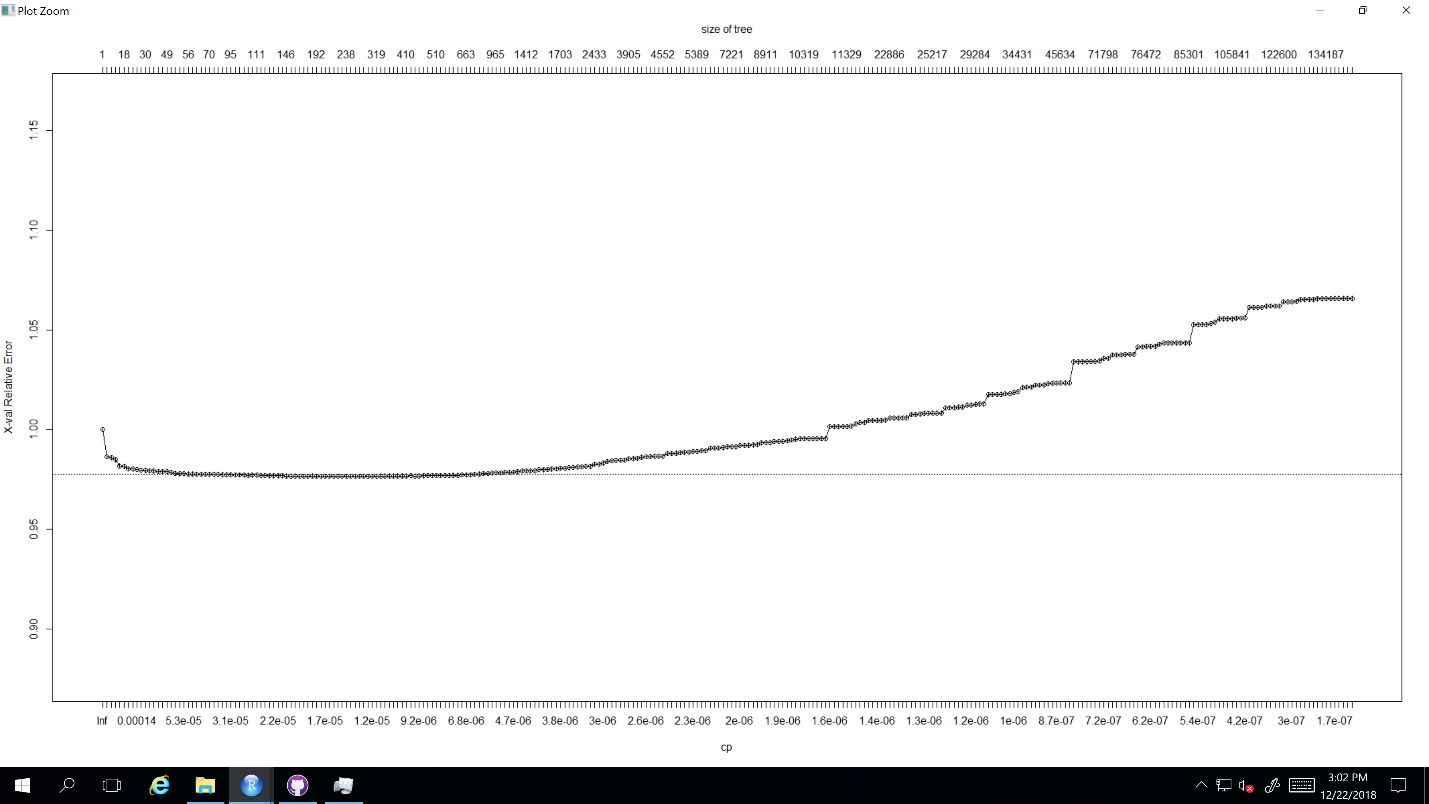 Plot Zoom
size of tree
1 18 30 49 56 70 95 111 146 192 238 319 410 510 663 965 1412 1703 2433 3905 4552 5389 7221 8911 10319 11329 22886 25217 29284 34431 45634 71798 76472 85301 105841 122600 134187
1.15
1.10
1.05
1.00
0.95
0.90
X-val Relative Error
Inf 0.00014 5.3e-05 3.1e-05 2.2e-05 1.7e-05 1.2e-05 9.2e-06 6.8e-06 4.7e-06 3.8e-06 3e-06 2.6e-06 2.3e-06 2e-06 1.9e-06 1.6e-06 1.4e-06 1.3e-06 1.2e-06 1e-06 8.7e-07 7.2e-07 6.2e-07 5.4e-07 4.2e-07 3e-07 1.7e-07
cp
R
3:02 PM
12/22/2018